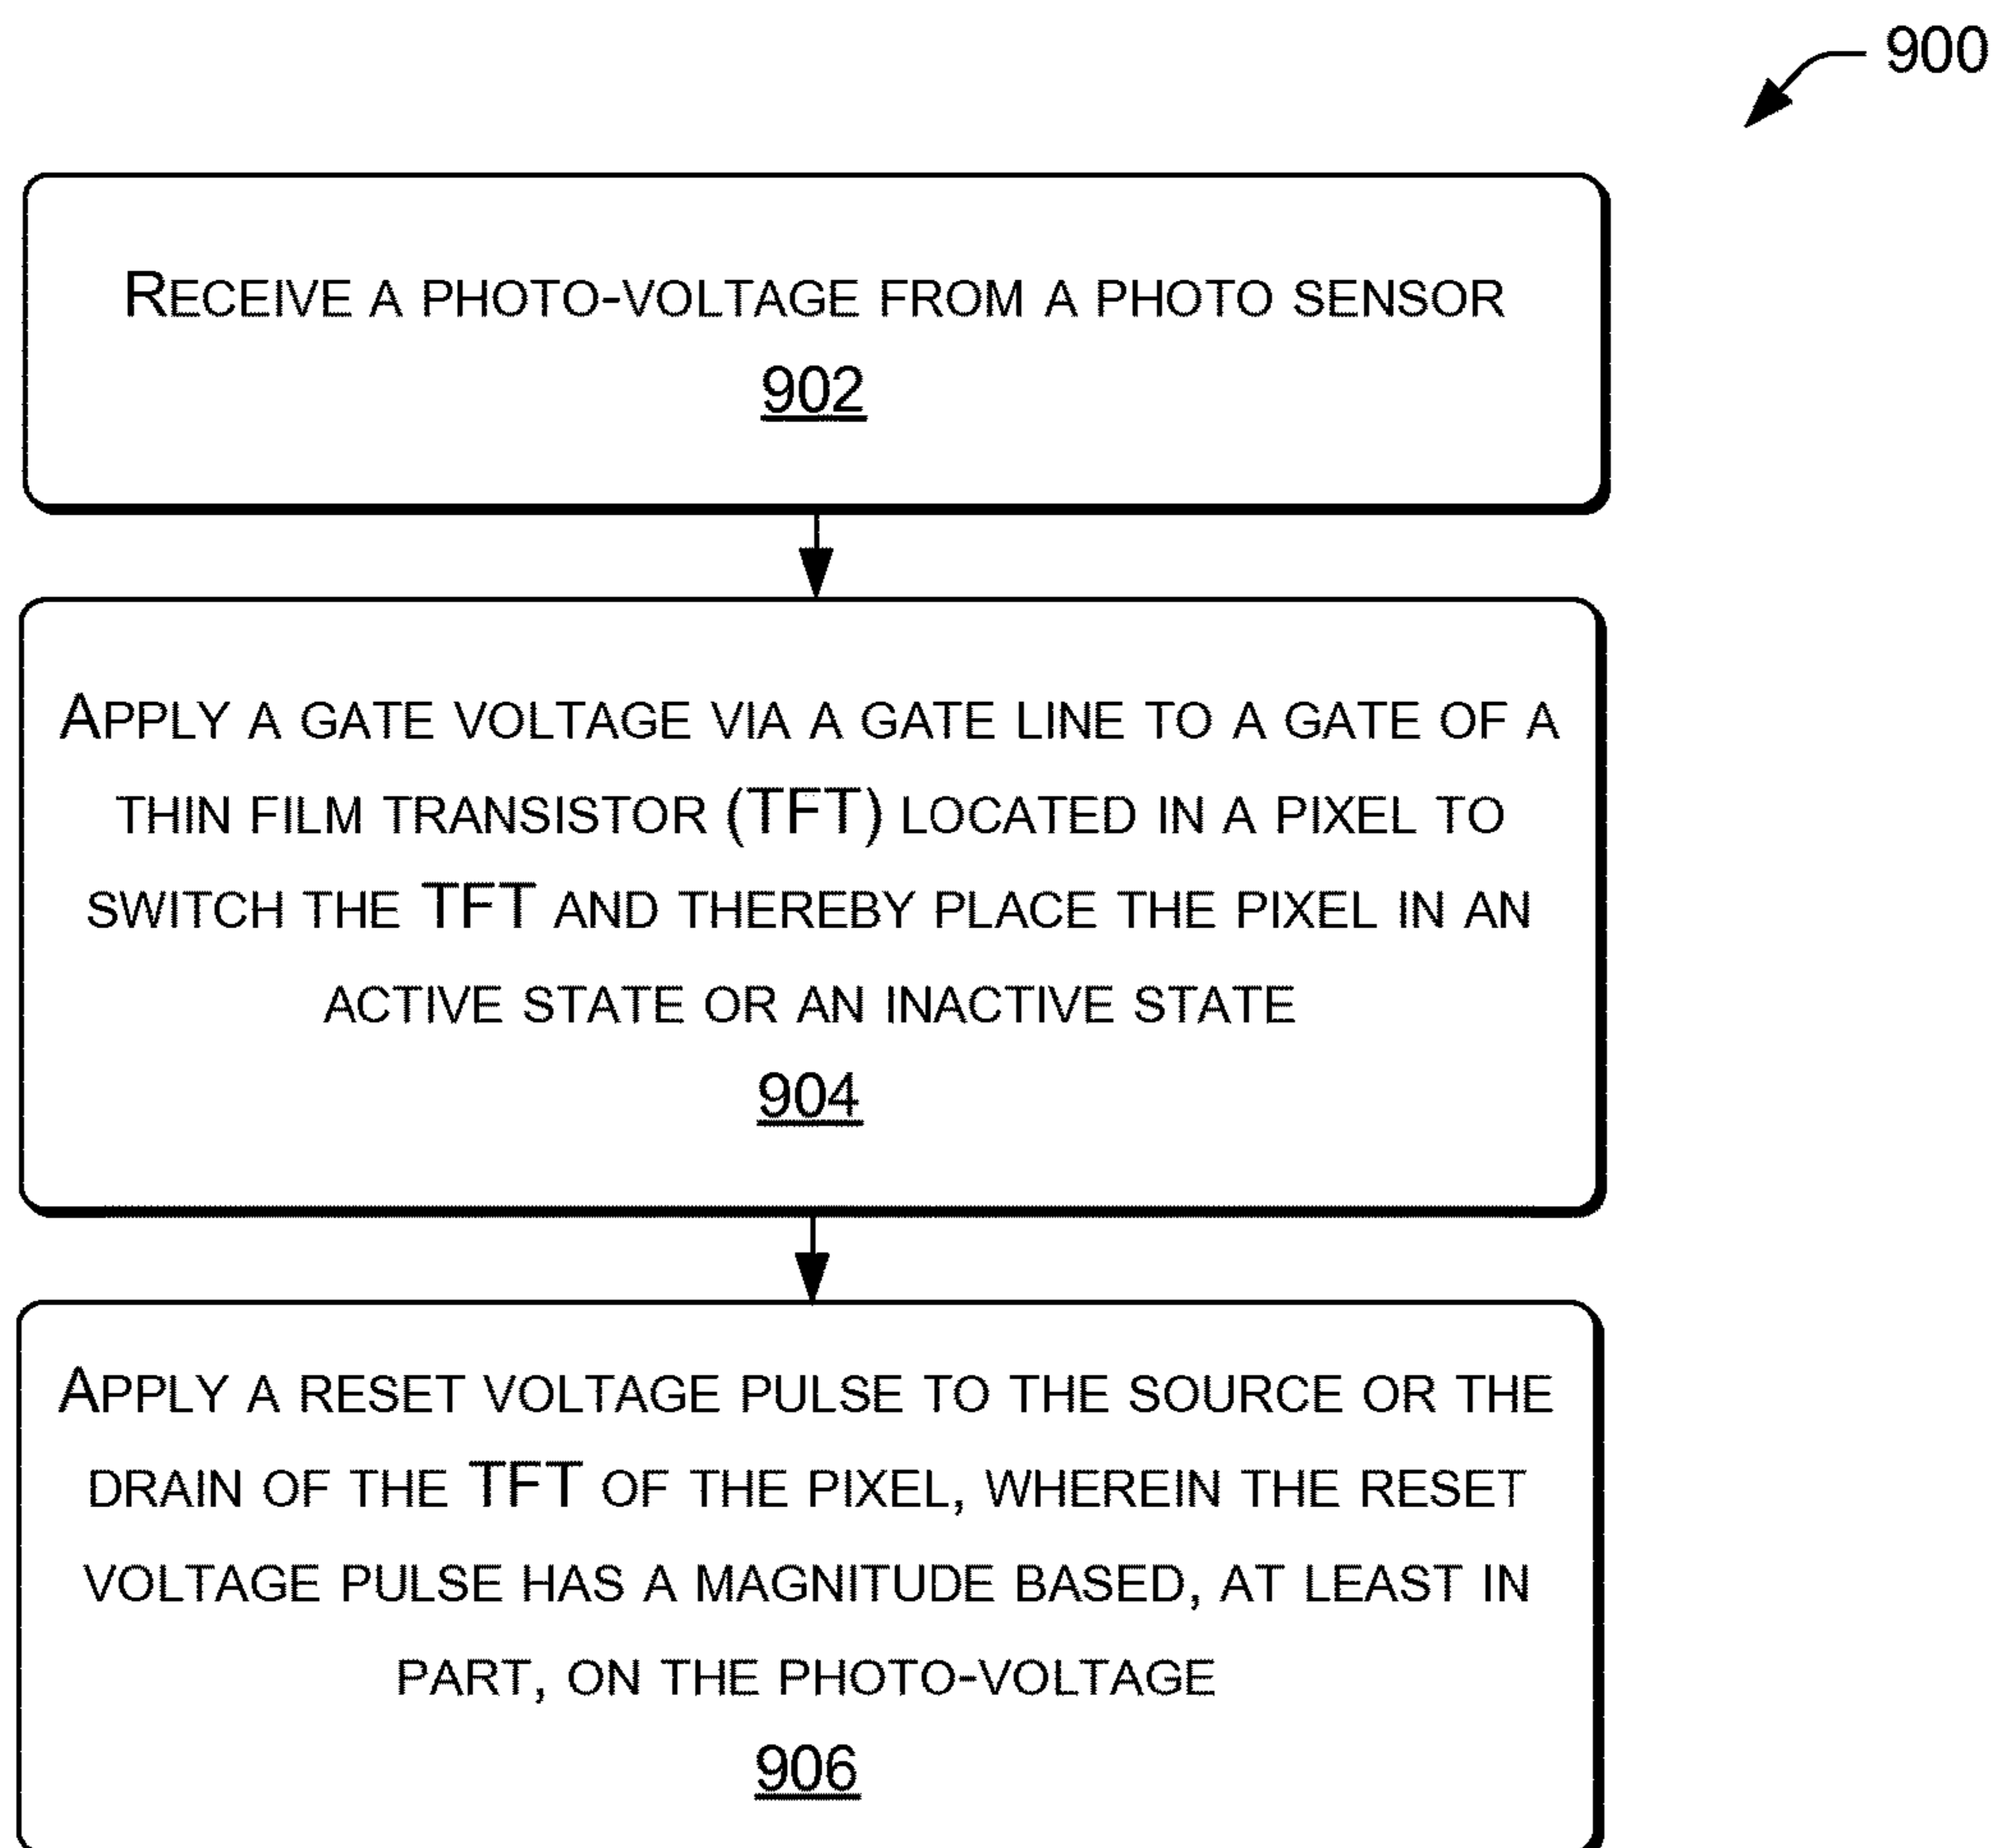 900
RECEIVE A PHOTO-VOLTAGE FROM A PHOTO SENSOR
902
APPLY A GATE VOLTAGE VIA A GATE LINE TO A GATE OF A
THIN FILM TRANSISTOR (TFT) LOCATED IN A PIXEL TO
SWITCH THE TFT AND THEREBY PLACE THE PIXEL IN AN
ACTIVE STATE OR AN INACTIVE STATE
904
APPLY A RESET VOLTAGE PULSE TO THE SOURCE OR THE
DRAIN OF THE TFT OF THE PIXEL, WHEREIN THE RESET
VOLTAGE PULSE HAS A MAGNITUDE BASED, AT LEAST IN
PART, ON THE PHOTO-VOLTAGE
906